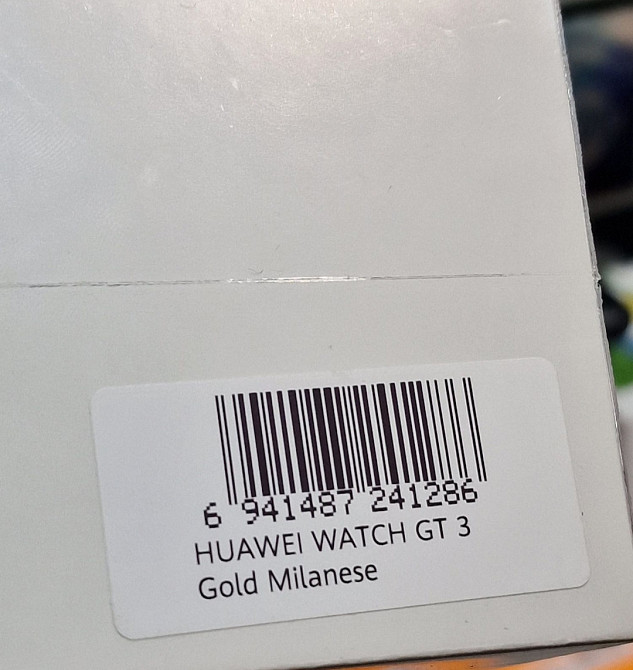 6 941487 241286
HUAWEI WATCH GT 3
Gold Milanese